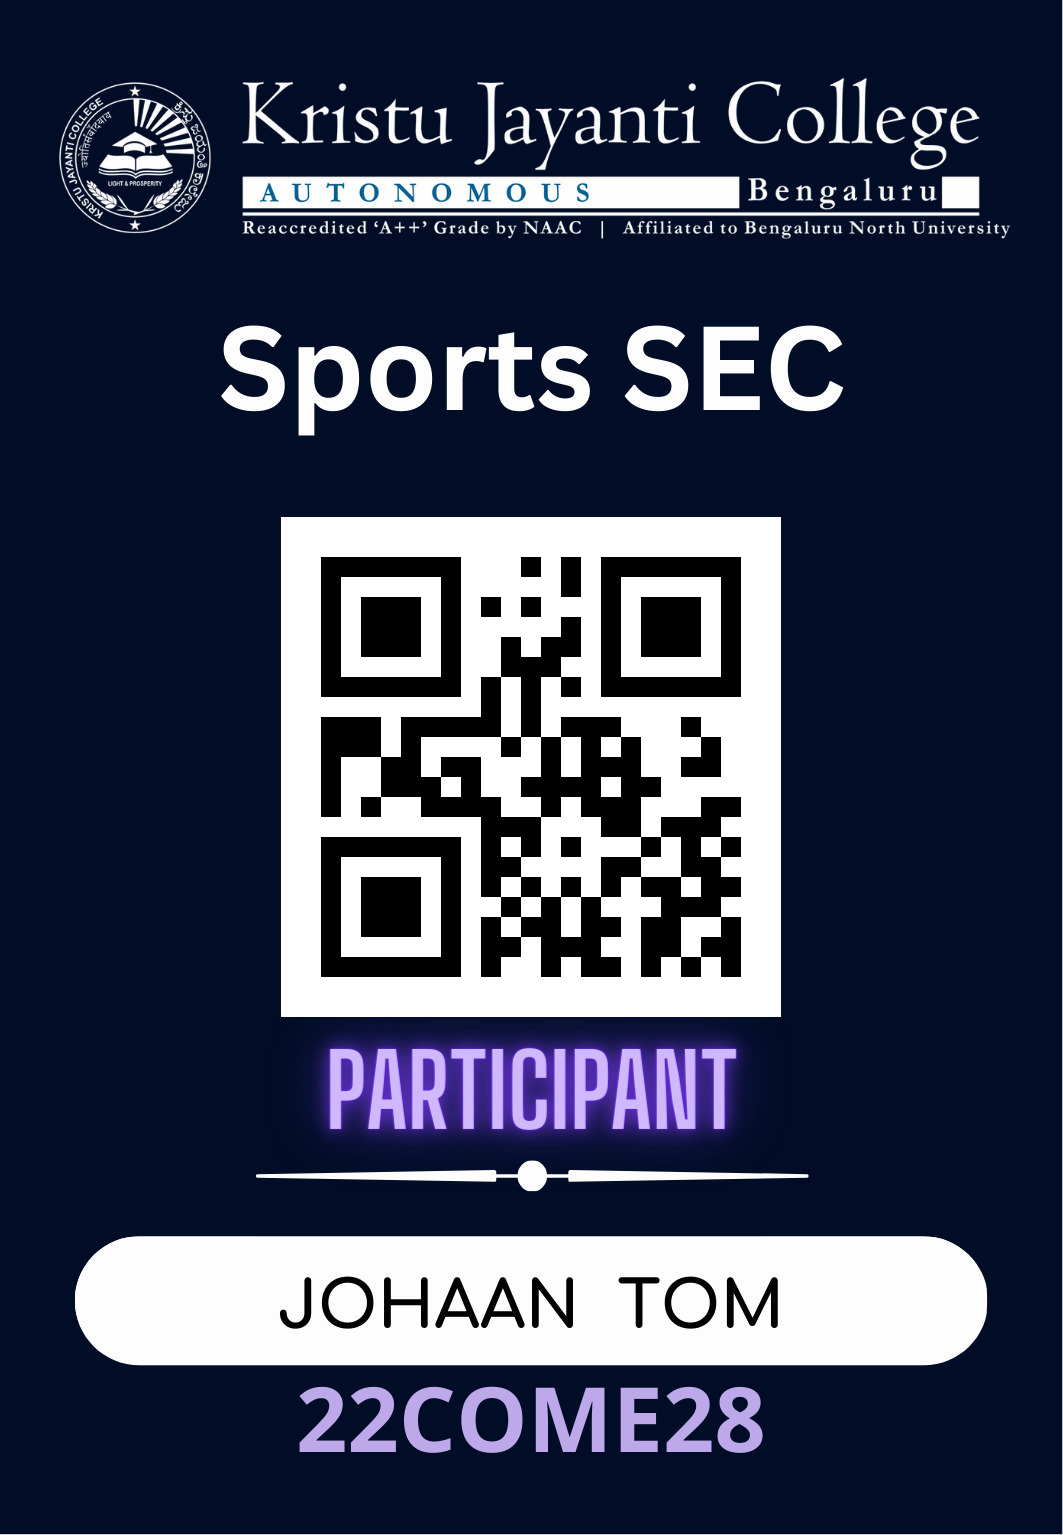 Kristu Jayanti College
AUTONOMOUS Bengaluru
Reaccredited ‘A++’ Grade by NAAC | Affiliated to Bengaluru North University
KRISTU JAYANTI COLLEGE
LIGHT & PROSPERITY
Sports SEC
PARTICIPANT
JOHAAN TOM
22COME28